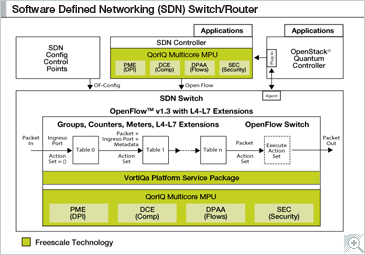 Software Defined Networking (SDN) Switch/Router
Applications
Applications
SDN
Config
Control
Points
SDN Controller
QorIQ Multicore MPU
PME
(DPI)
DCE
(Comp)
DPAA
(Flows)
SEC
(Security)
Plug-in
OpenStack®
Quantum
Controller
OF-Config
Open Flow
Agent
SDN Switch
OpenFlow™ v1.3 with L4-L7 Extensions
Groups, Counters, Meters, L4-L7 Extensions
OpenFlow Switch
Packet
In
Ingreso
Port
Action
Set = {}
Table 0
Packet +
Ingreso Port +
Metadata
Action
Set
Table 1
Table n
Packet
Action
Set
Execute
Action
Set
Packet
Out
VortiQa Platform Service Package
QorIQ Multicore MPU
PME
(DPI)
DCE
(Comp)
DPAA
(Flows)
SEC
(Security)
Freescale Technology